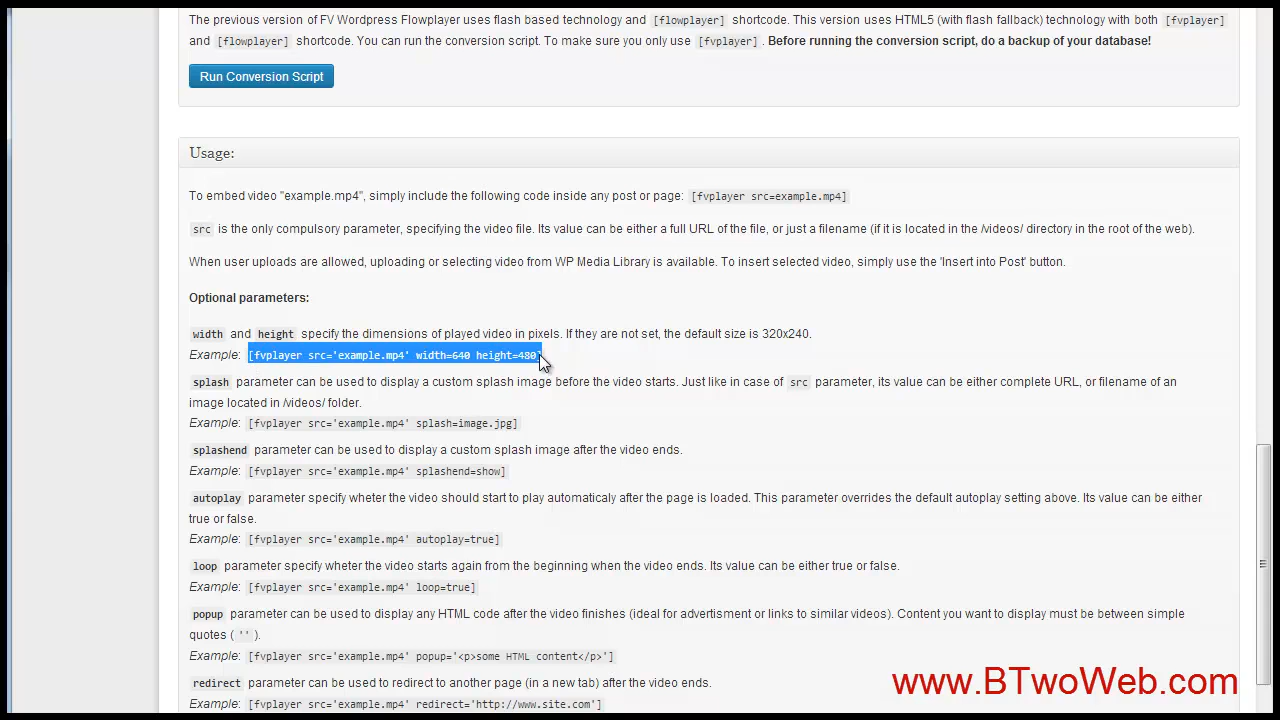 The previous version of FV Wordpress Flowplayer uses flash based technology and [flowplayer] shortcode. This version uses HTML5 (with flash fallback) technology with both [fvplayer]
and [flowplayer] shortcode. You can run the conversion script. To make sure you only use [fvplayer]. Before running the conversion script, do a backup of your database!
Run Conversion Script
Usage:
To embed video "example.mp4", simply include the following code inside any post or page: [fvplayer src=example.mp4]
src is the only compulsory parameter, specifying the video file. Its value can be either a full URL of the file, or just a filename (if it is located in the /videos/ directory in the root of the web).
When user uploads are allowed, uploading or selecting video from WP Media Library is available. To insert selected video, simply use the 'Insert into Post' button.
Optional parameters:
width and height specify the dimensions of played video in pixels. If they are not set, the default size is 320x240.
Example: [fvplayer src='example.mp4' width=640 height=480]
splash parameter can be used to display a custom splash image before the video starts. Just like in case of src parameter, its value can be either complete URL, or filename of an
image located in /videos/ folder.
Example: [fvplayer src='example.mp4' splash=image.jpg]
splashend parameter can be used to display a custom splash image after the video ends.
Example: [fvplayer src='example.mp4' splashend=show]
autoplay parameter specify wheter the video should start to play automaticaly after the page is loaded. This parameter overrides the default autoplay setting above. Its value can be either
true or false.
Example: [fvplayer src='example.mp4' autoplay=true]
loop parameter specify wheter the video starts again from the beginning when the video ends. Its value can be either true or false.
Example: [fvplayer src='example.mp4' loop=true]
popup parameter can be used to display any HTML code after the video finishes (ideal for advertisment or links to similar videos). Content you want to display must be between simple
quotes ( '' ).
Example: [fvplayer src='example.mp4' popup='<p>some HTML content</p>']
redirect parameter can be used to redirect to another page (in a new tab) after the video ends.
Example: [fvplayer src='example.mp4' redirect='http://www.site.com']
www.BTwoWeb.com